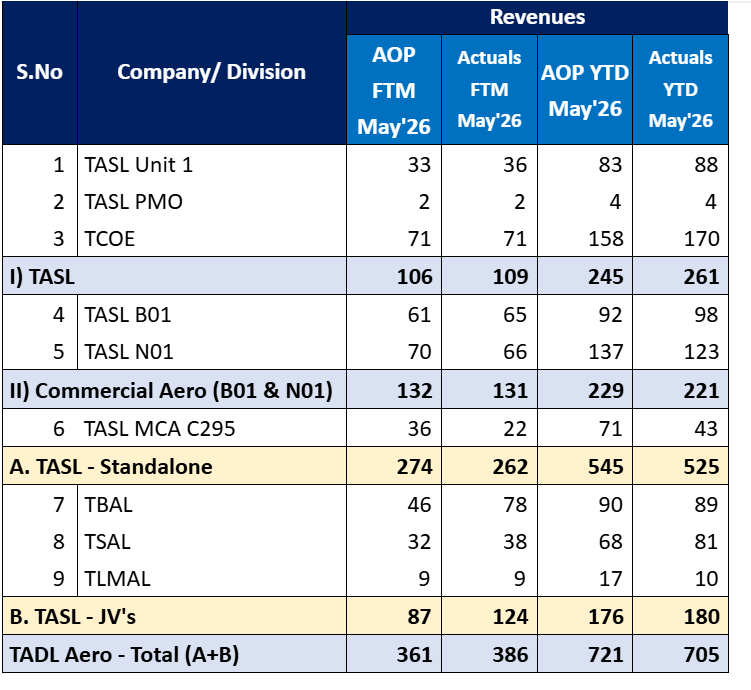 Revenues
S.No Company/ Division AOP FTM May'26 Actuals FTM May'26 AOP YTD May'26 Actuals YTD May'26
1 TASL Unit 1 33 36 83 88
2 TASL PMO 2 2 4 4
3 TCOE 71 71 158 170
I) TASL 106 109 245 261
4 TASL B01 61 65 92 98
5 TASL N01 70 66 137 123
II) Commercial Aero (B01 & N01) 132 131 229 221
6 TASL MCA C295 36 22 71 43
A. TASL - Standalone 274 262 545 525
7 TBAL 46 78 90 89
8 TSAL 32 38 68 81
9 TLMAL 9 9 17 10
B. TASL - JV's 87 124 176 180
TADL Aero - Total (A+B) 361 386 721 705